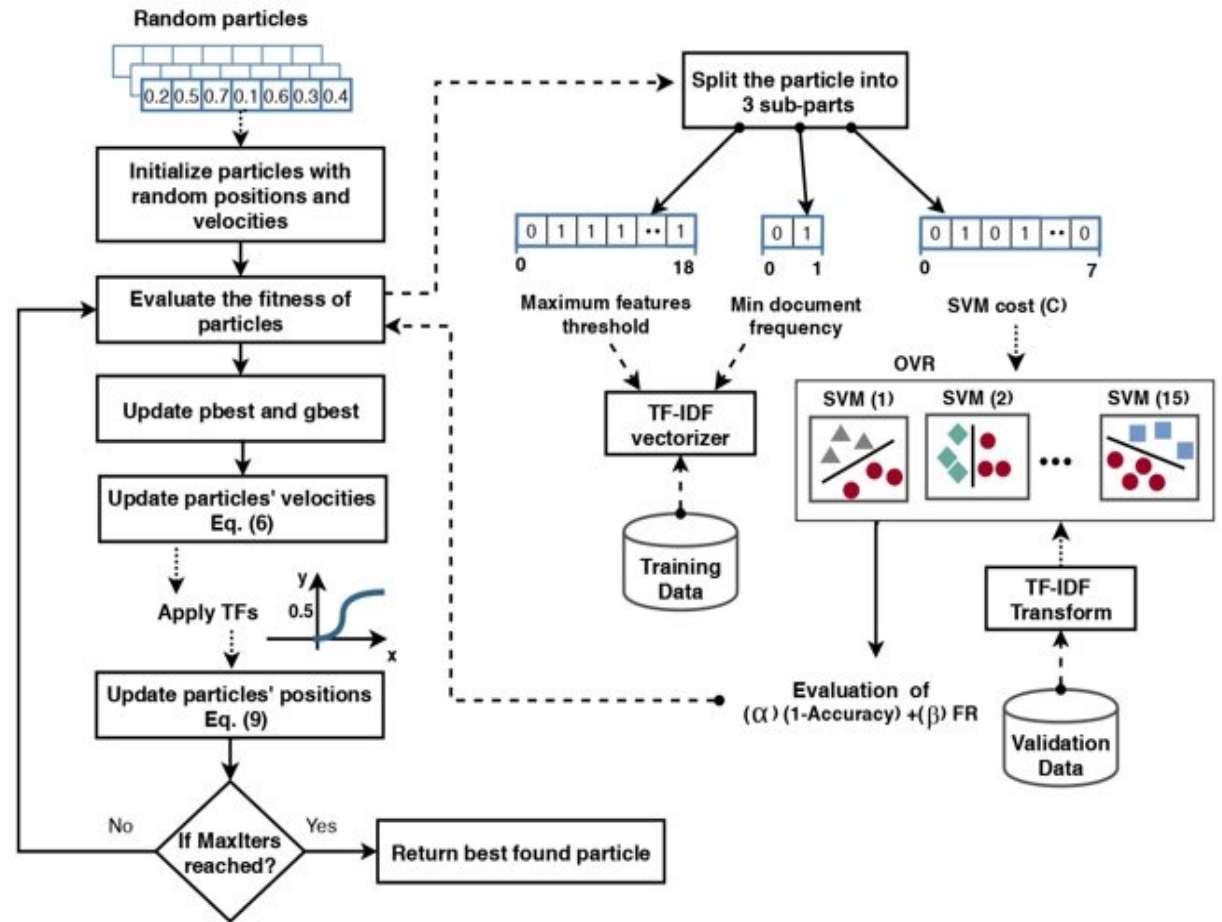 Random particles
0.2 0.5 0.7 0.1 0.6 0.3 0.4
Initialize particles with
random positions and
velocities
Evaluate the fitness of
particles
Update pbest and gbest
Update particles' velocities
Eq. (6)
Apply TFs
y
0.5
x
Update particles' positions
Eq. (9)
If MaxIters
reached?
No
Yes
Return best found particle
Split the particle into
3 sub-parts
0 1 1 1 •• 1
0 18
Maximum features
threshold
0 1
0 1
Min document
frequency
0 1 0 1 •• 0
0 7
SVM cost (C)
TF-IDF
vectorizer
Training
Data
OVR
SVM (1)
SVM (2)
•••
SVM (15)
TF-IDF
Transform
Validation
Data
Evaluation of
(α) (1-Accuracy) +(β) FR